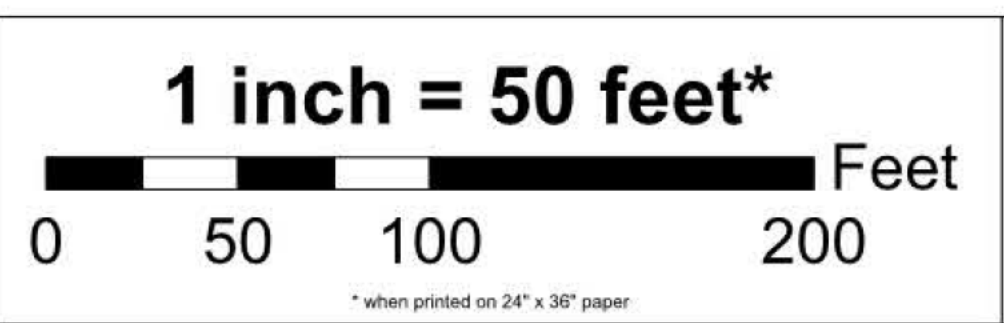 1 inch = 50 feet*
Feet
0 50 100 200
* when printed on 24" x 36" paper